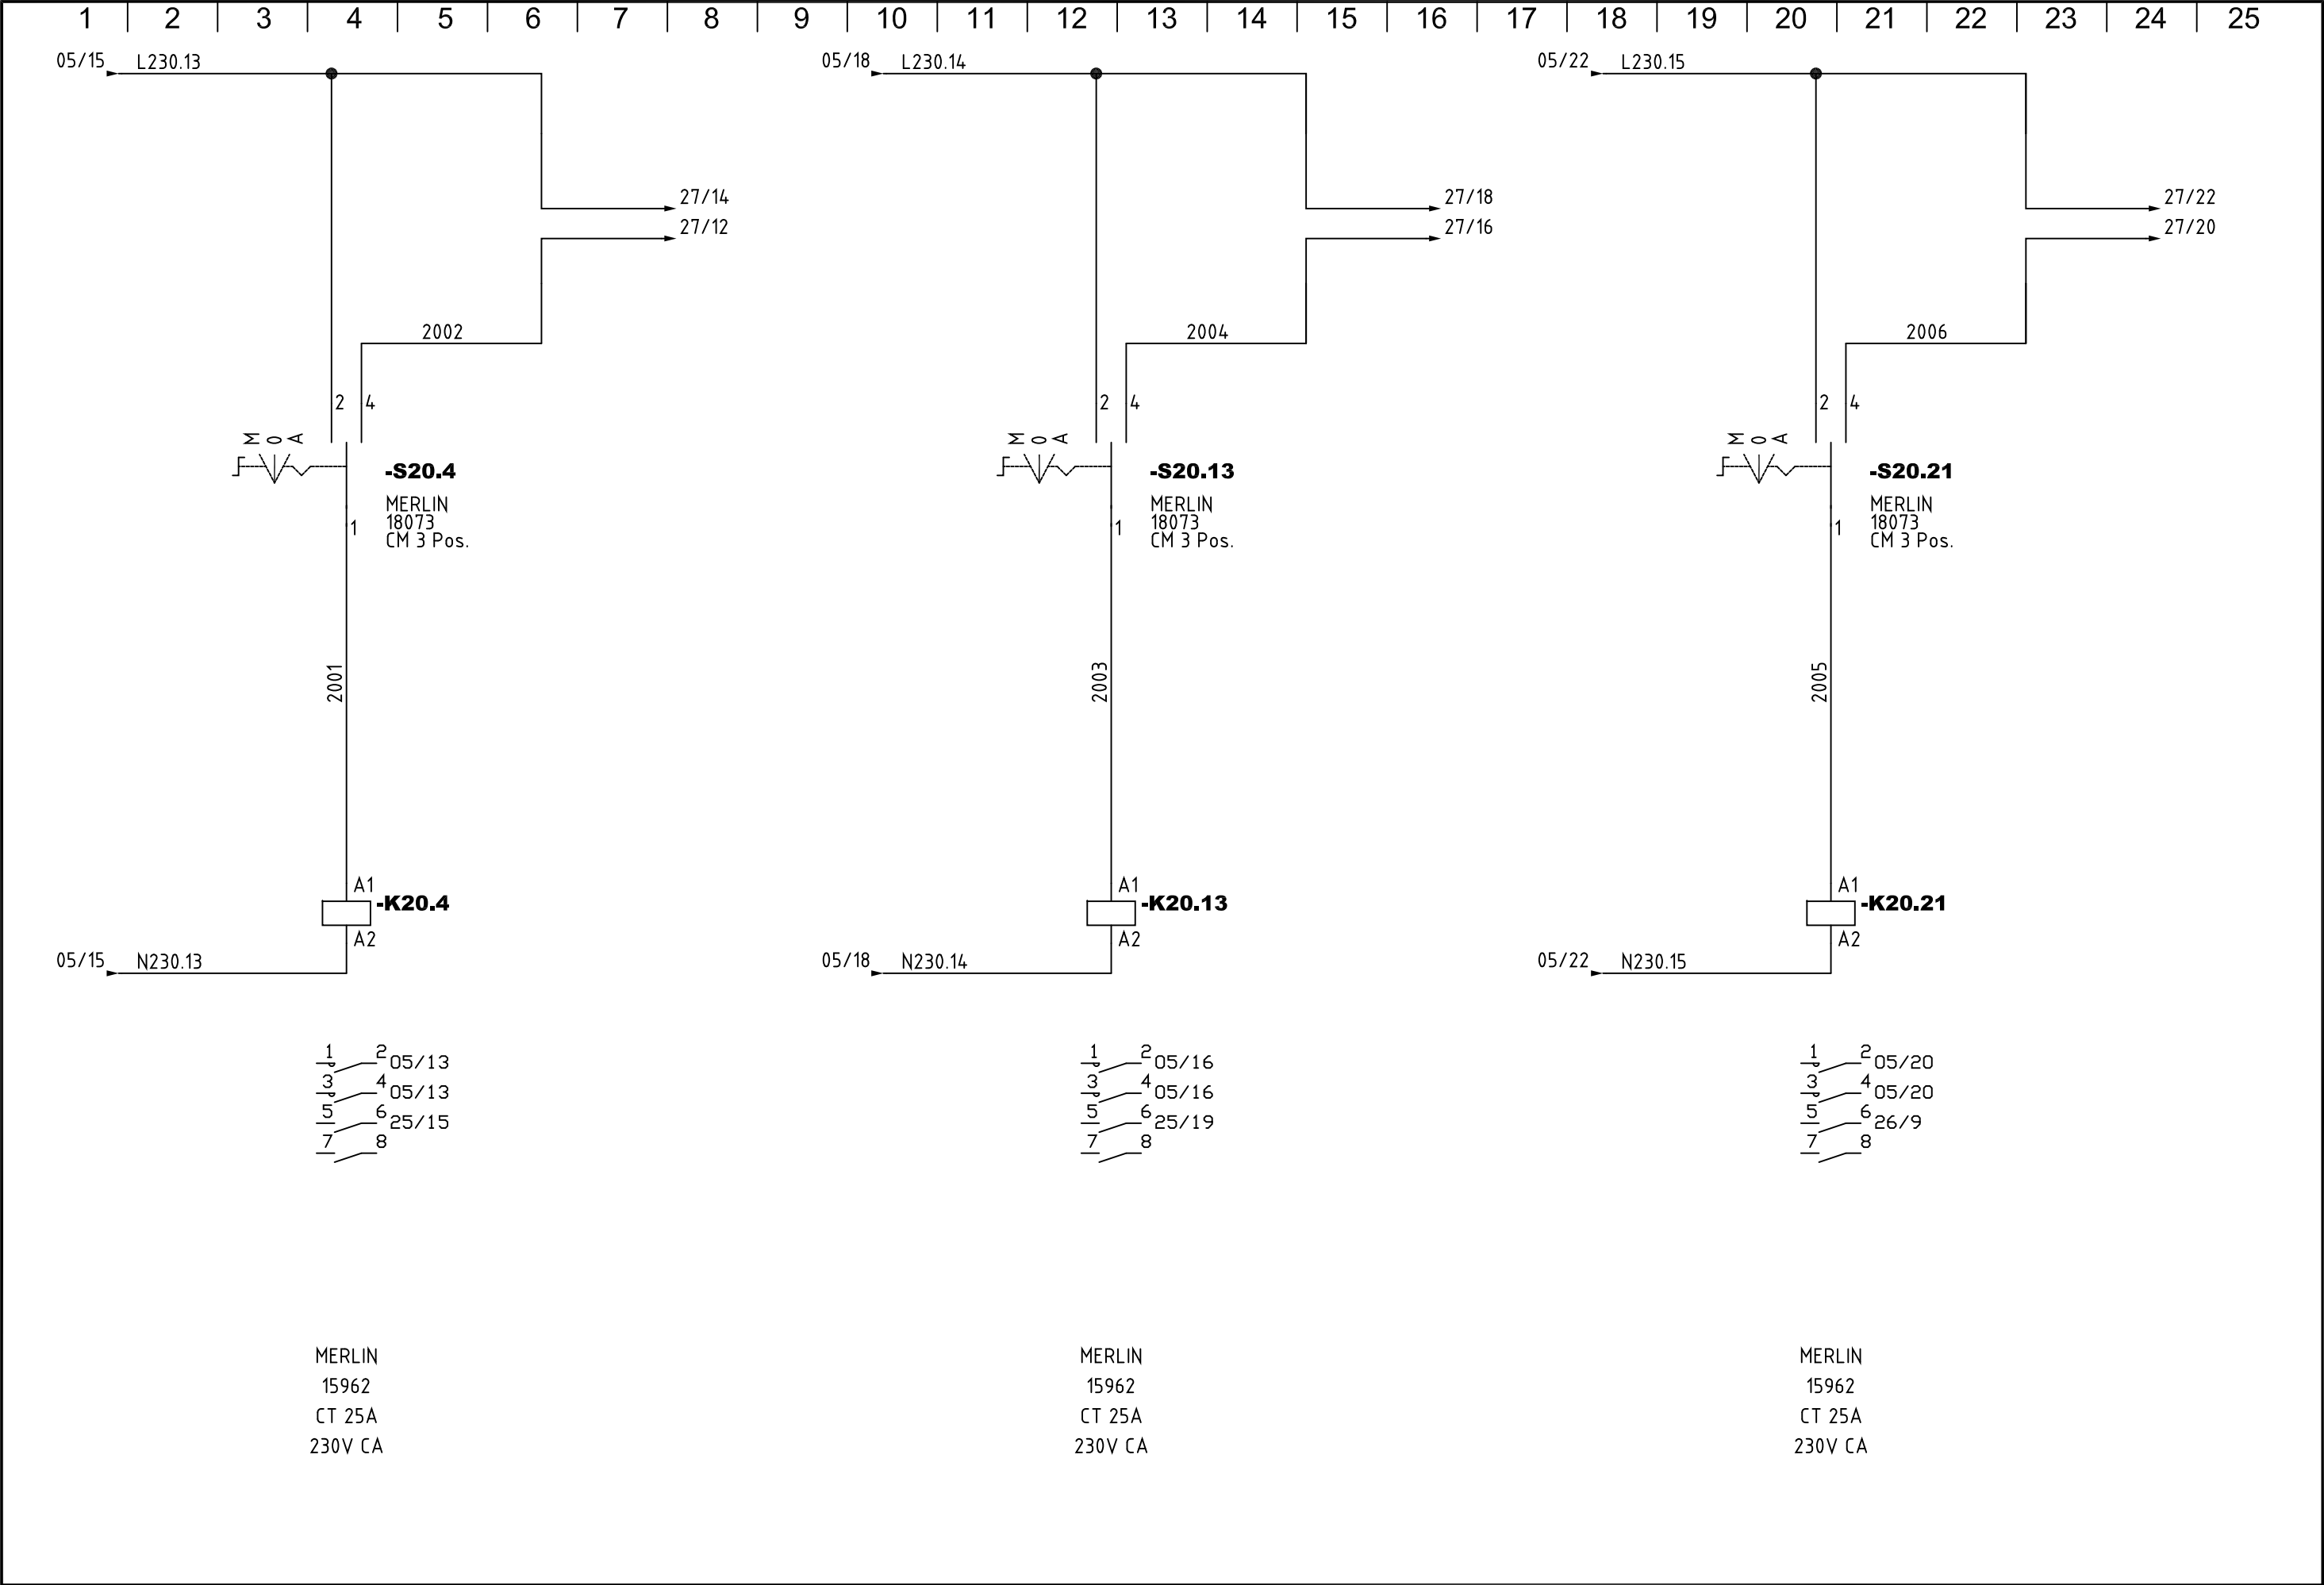 1 2 3 4 5 6 7 8 9 10 11 12 13 14 15 16 17 18 19 20 21 22 23 24 25
05/15 L230.13
05/18 L230.14
05/22 L230.15
27/14
27/12
27/18
27/16
27/22
27/20
2002
2004
2006
2 4
2 4
2 4
M O A
M O A
M O A
-S20.4
MERLIN
18073
CM 3 Pos.
1
-S20.13
MERLIN
18073
CM 3 Pos.
1
-S20.21
MERLIN
18073
CM 3 Pos.
1
2001
2003
2005
A1
-K20.4
A2
A1
-K20.13
A2
A1
-K20.21
A2
05/15 N230.13
05/18 N230.14
05/22 N230.15
1 2 05/13
3 4 05/13
5 6 25/15
7 8
1 2 05/16
3 4 05/16
5 6 25/19
7 8
1 2 05/20
3 4 05/20
5 6 26/9
7 8
MERLIN
15962
CT 25A
230V CA
MERLIN
15962
CT 25A
230V CA
MERLIN
15962
CT 25A
230V CA